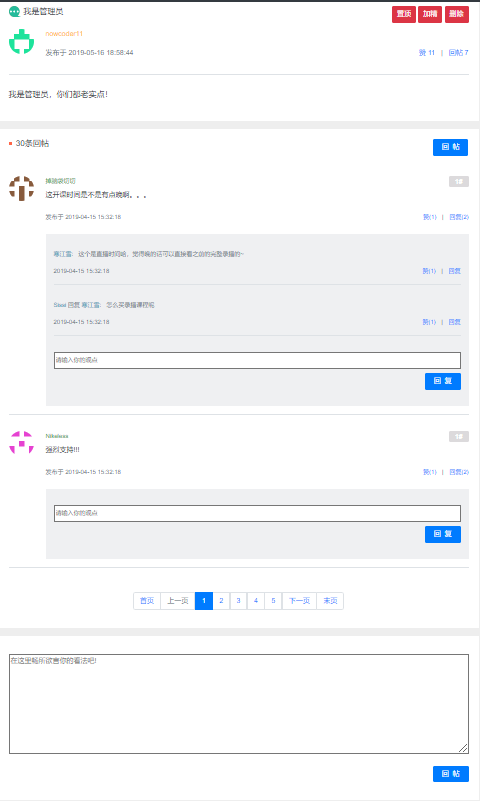 我是管理员
置顶 加精 删除
nowcoder11
发布于 2019-05-16 18:58:44
赞 11 | 回帖 7
我是管理员，你们都老实点！
30条回帖
回 帖
掉脑袋切切
1#
这开课时间是不是有点晚啊。。。
发布于 2019-04-15 15:32:18
赞(1) | 回复(2)
寒江雪： 这个是直播时间哈，觉得晚的话可以直接看之前的完整录播的~
2019-04-15 15:32:18
赞(1) | 回复
Sissi 回复 寒江雪： 怎么买录播课程呢
2019-04-15 15:32:18
赞(1) | 回复
请输入你的观点
回 复
Nikeless
1#
强烈支持!!!
发布于 2019-04-15 15:32:18
赞(1) | 回复(2)
请输入你的观点
回 复
首页 上一页 1 2 3 4 5 下一页 末页
在这里畅所欲言你的看法吧!
回 帖